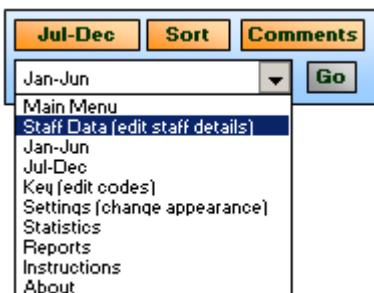 Jul-Dec Sort Comments
Jan-Jun Go
Main Menu
Staff Data (edit staff details)
Jan-Jun
Jul-Dec
Key (edit codes)
Settings (change appearance)
Statistics
Reports
Instructions
About